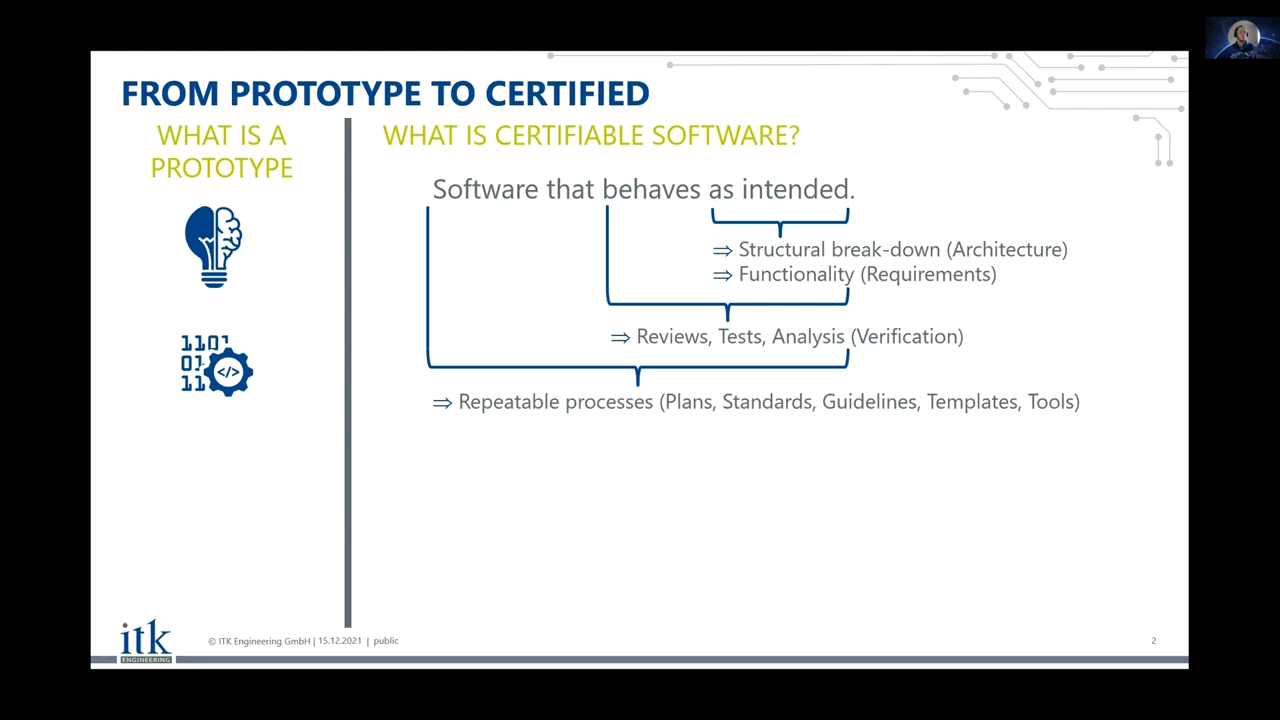 FROM PROTOTYPE TO CERTIFIED
WHAT IS A
PROTOTYPE
1101
01
11
</>
WHAT IS CERTIFIABLE SOFTWARE?
Software that behaves as intended.
⇒ Structural break-down (Architecture)
⇒ Functionality (Requirements)
⇒ Reviews, Tests, Analysis (Verification)
⇒ Repeatable processes (Plans, Standards, Guidelines, Templates, Tools)
itk
ENGINEERING
© ITK Engineering GmbH | 15.12.2021 | public
2